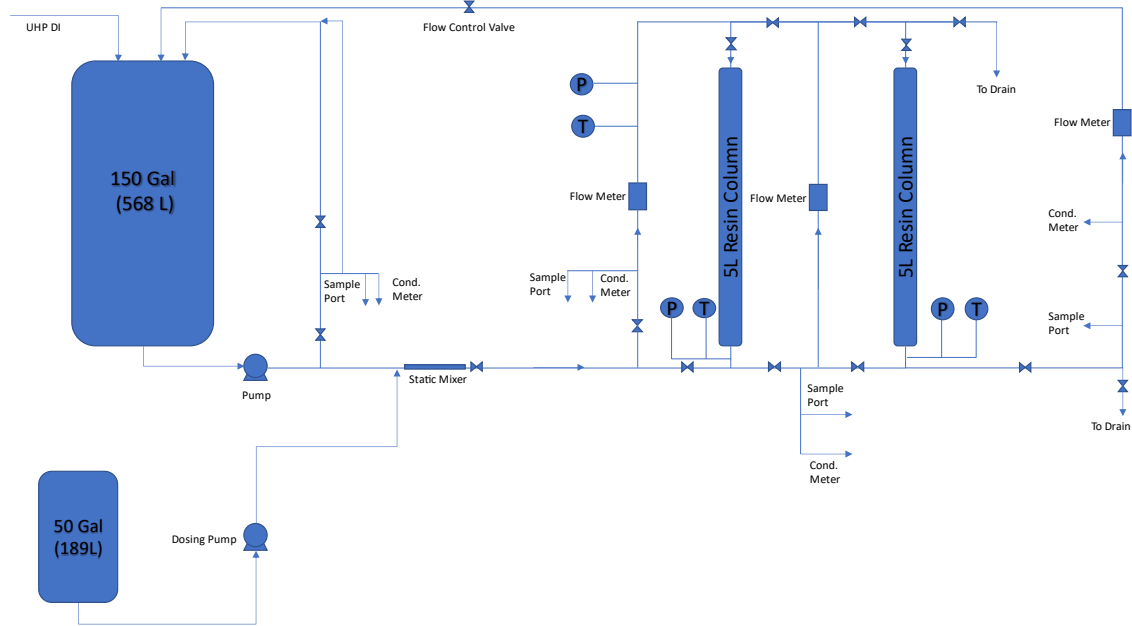 UHP DI
Flow Control Valve
150 Gal
(568 L)
Sample
Port
Cond.
Meter
Pump
Static Mixer
50 Gal
(189L)
Dosing Pump
P
T
Flow Meter
Sample
Port
Cond.
Meter
P
T
5L Resin Column
Flow Meter
Sample
Port
Cond.
Meter
5L Resin Column
P
T
To Drain
Flow Meter
Cond.
Meter
Sample
Port
To Drain